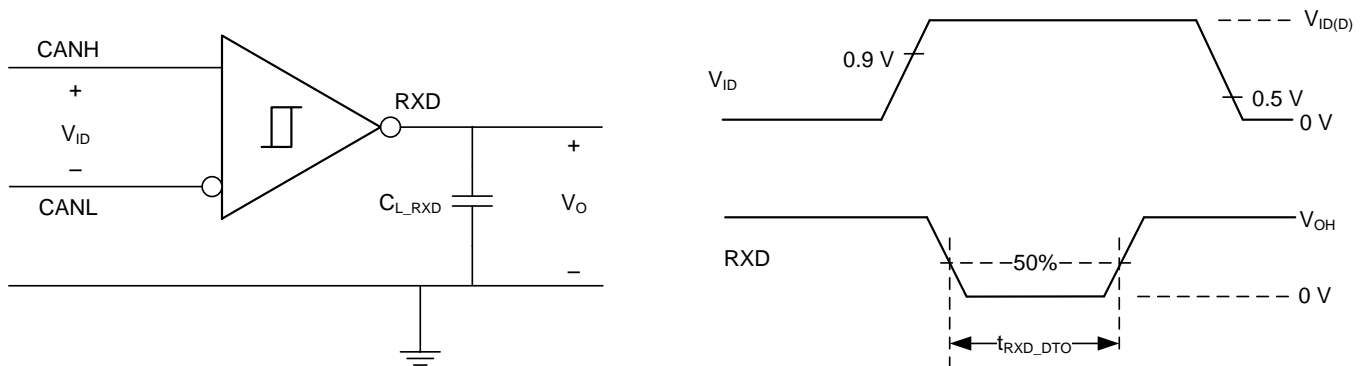 CANH
+
V_ID
–
CANL
RXD
C_L_RXD
+
V_O
–
V_ID
0.9 V
V_ID(D)
0.5 V
0 V
RXD
50%
V_OH
0 V
t_RXD_DTO